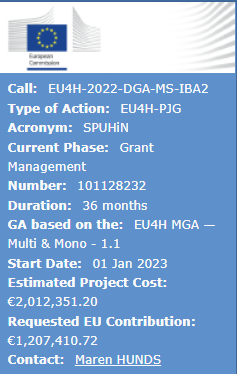 European
Commission
Call: EU4H-2022-DGA-MS-IBA2
Type of Action: EU4H-PJG
Acronym: SPUHiN
Current Phase: Grant
Management
Number: 101128232
Duration: 36 months
GA based on the: EU4H MGA —
Multi & Mono - 1.1
Start Date: 01 Jan 2023
Estimated Project Cost:
€2,012,351.20
Requested EU Contribution:
€1,207,410.72
Contact: Maren HUNDS